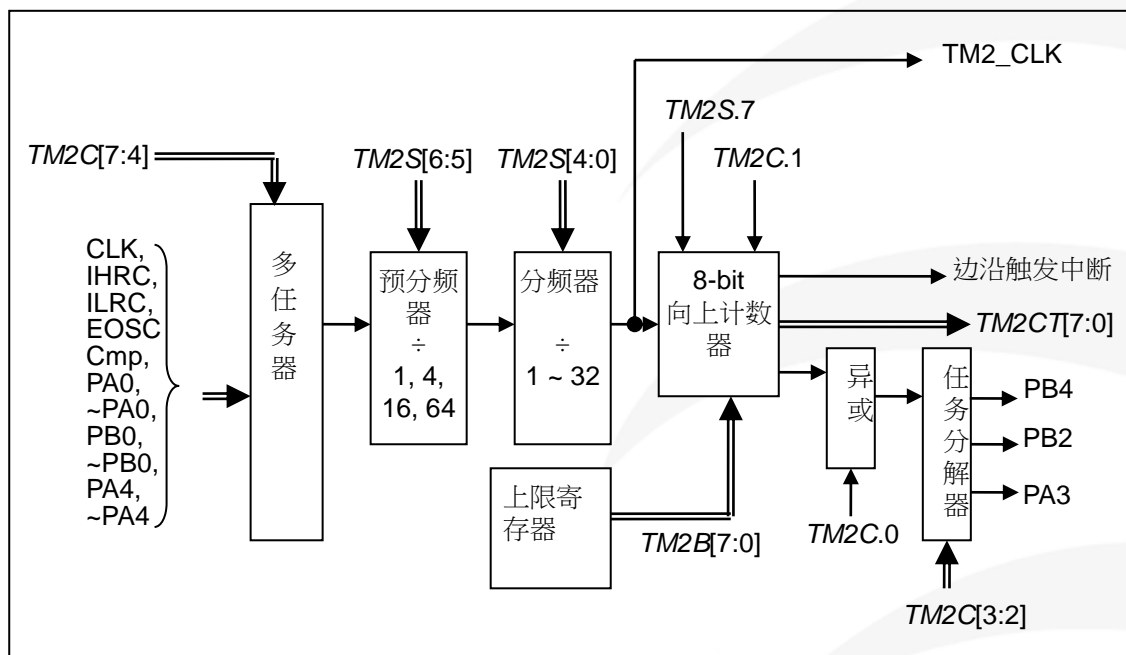 TM2_CLK
TM2S.7
TM2C[7:4]
TM2S[6:5]
TM2S[4:0]
TM2C.1
CLK,
IHRC,
ILRC,
EOSC
Cmp,
PA0,
~PA0,
PB0,
~PB0,
PA4,
~PA4
多
任
务
器
预分频
器
÷
1, 4,
16, 64
分频器
÷
1 ~ 32
8-bit
向上计数
器
边沿触发中断
TM2CT[7:0]
异
或
任
务
分
解
器
PB4
PB2
PA3
上限寄
存器
TM2B[7:0]
TM2C.0
TM2C[3:2]